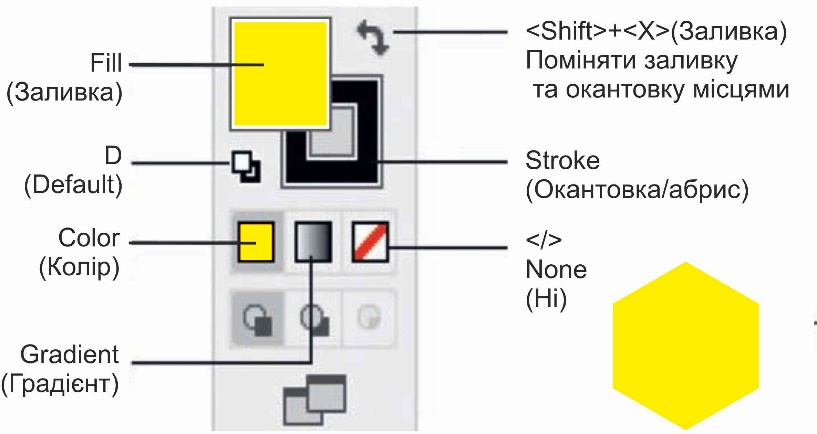 Fill
(Заливка)
D
(Default)
Color
(Колір)
Gradient
(Градієнт)
<Shift>+<X>(Заливка)
Поміняти заливку
та окантовку місцями
Stroke
(Окантовка/абрис)
</>
None
(Ні)